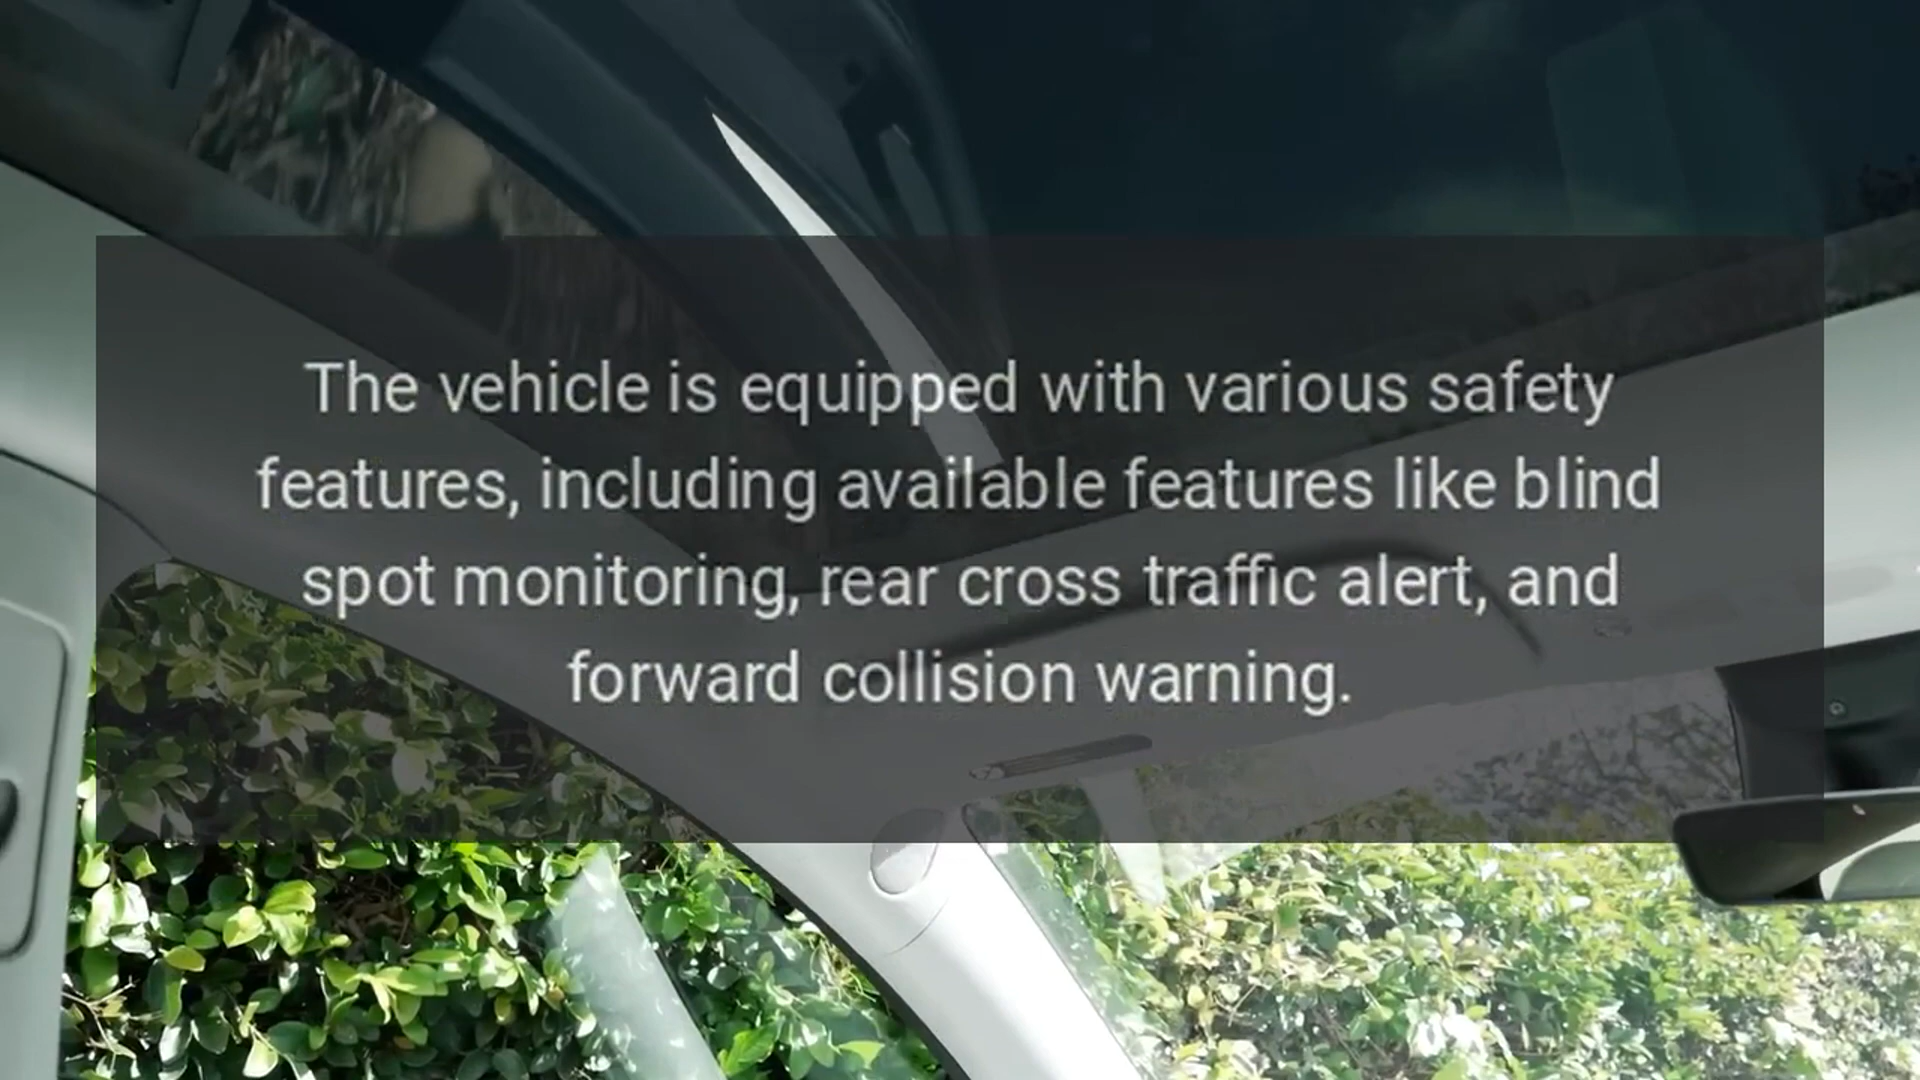 The vehicle is equipped with various safety
features, including available features like blind
spot monitoring, rear cross traffic alert, and
forward collision warning.